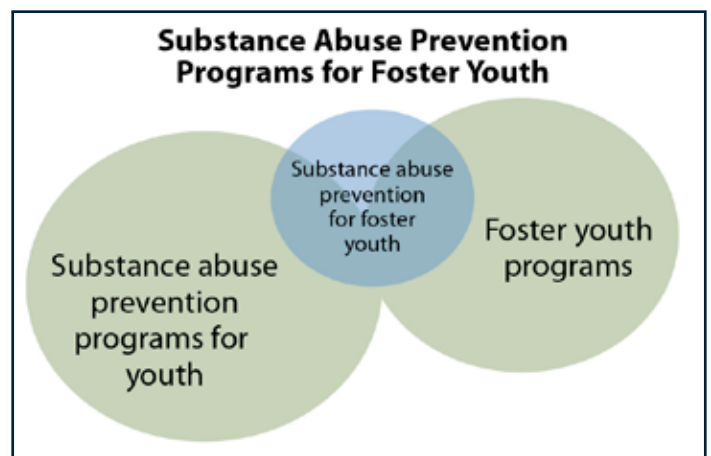 Substance Abuse Prevention
Programs for Foster Youth
Substance abuse
prevention
for foster
youth
Substance abuse
prevention
programs for
youth
Foster youth
programs